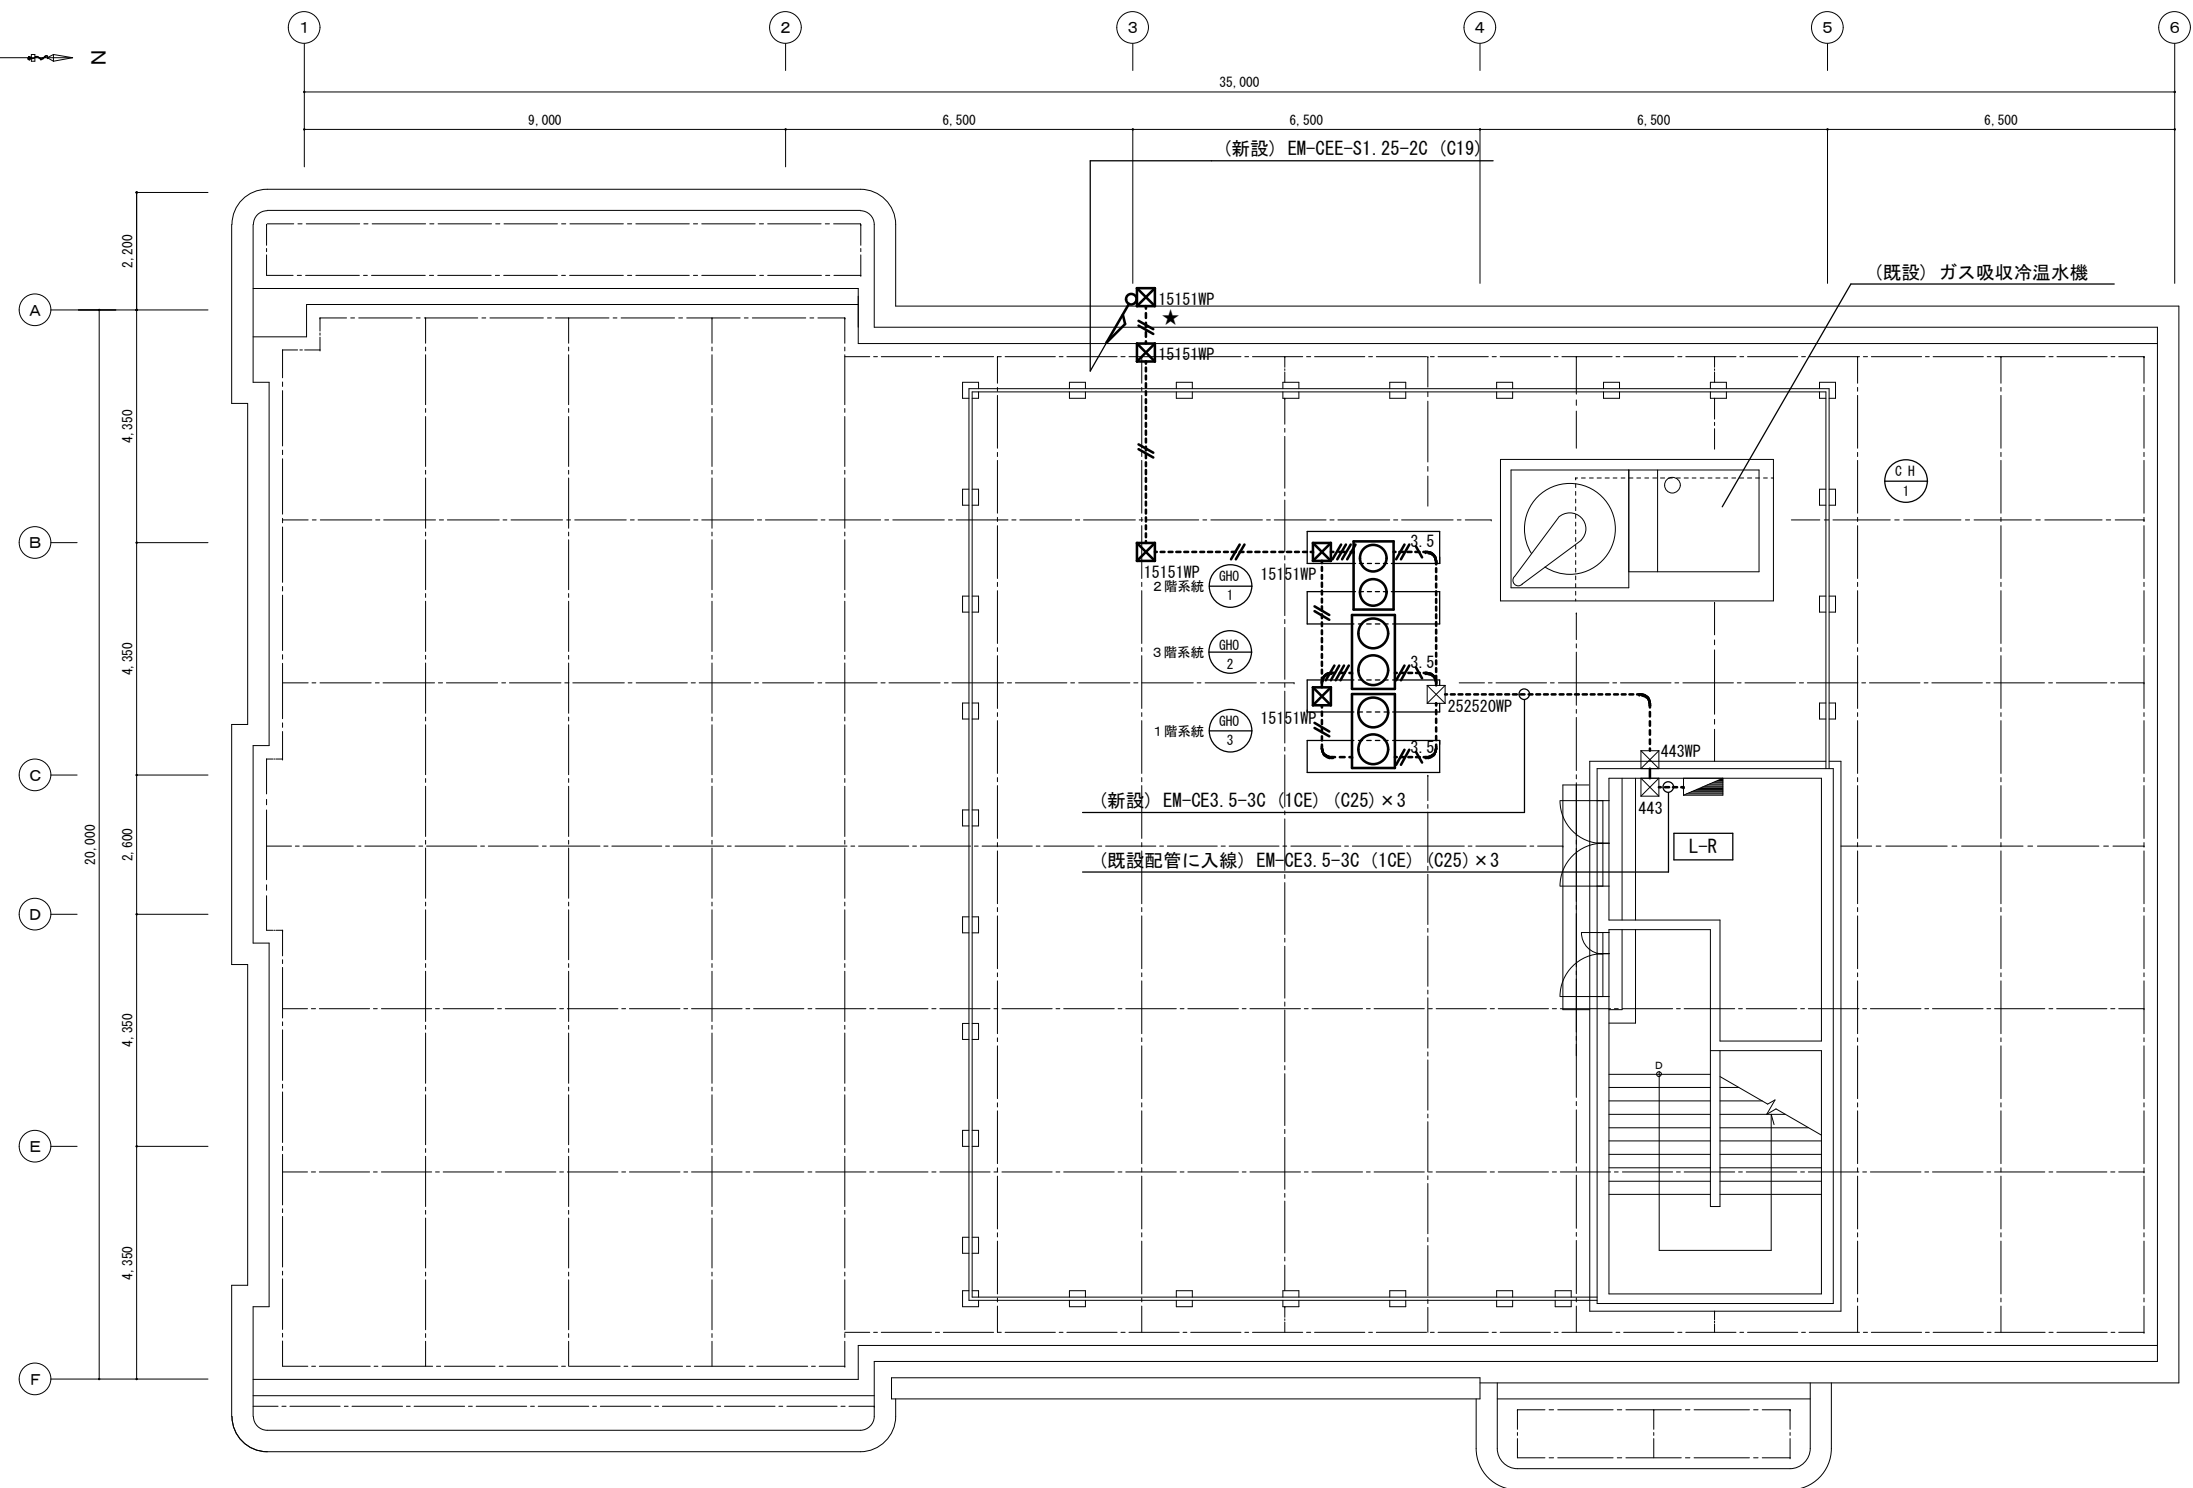 1
2
3
4
5
6
N
35,000
9,000
6,500
6,500
6,500
6,500
(新設) EM-CEE-S1.25-2C (C19)
2,200
(既設) ガス吸収冷温水機
A
15151WP
★
15151WP
4,350
C H
1
B
3.5
15151WP
15151WP
2階系統
GHO
1
4,350
3階系統
GHO
2
3.5
252520WP
15151WP
1階系統
GHO
3
3.5
443WP
C
(新設) EM-CE3.5-3C (1CE) (C25)×3
443
20,000
2,600
L-R
(既設配管に入線) EM-CE3.5-3C (1CE) (C25)×3
D
4,350
D
E
4,350
F